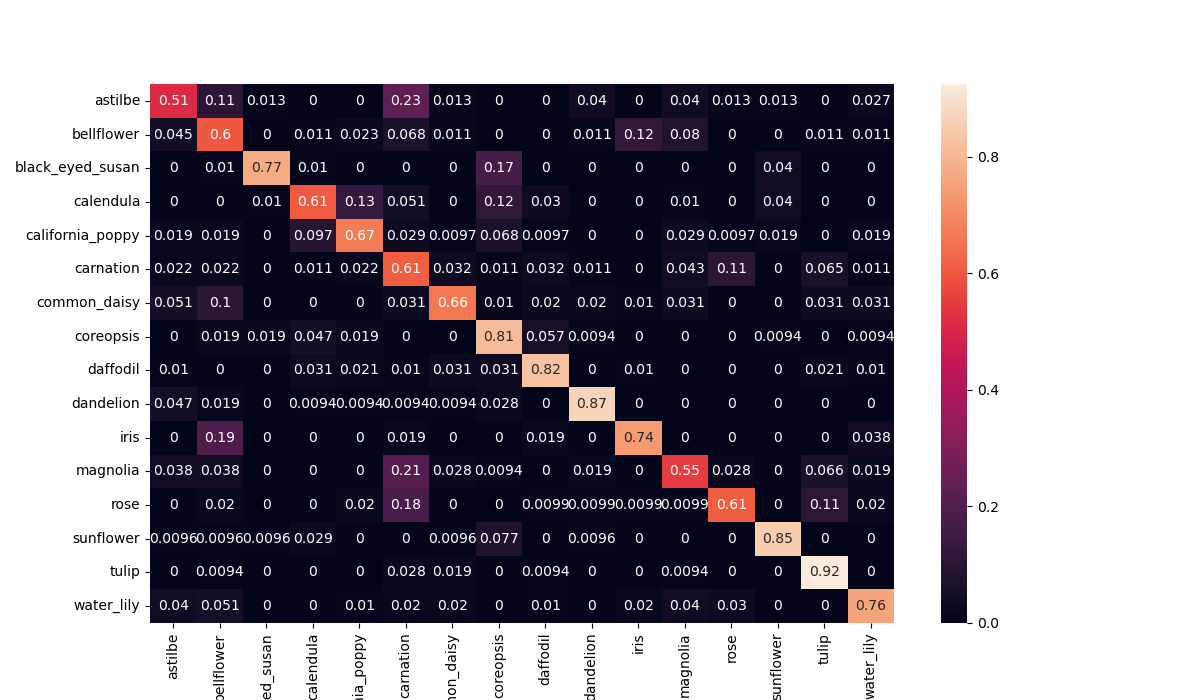 astilbe 0.51 0.11 0.013 0 0 0.23 0.013 0 0 0.04 0 0.04 0.013 0.013 0 0.027
bellflower 0.045 0.6 0 0.011 0.023 0.068 0.011 0 0 0.011 0.12 0.08 0 0 0.011 0.011
black_eyed_susan 0 0.01 0.77 0.01 0 0 0 0.17 0 0 0 0 0 0.04 0 0
calendula 0 0 0.01 0.61 0.13 0.051 0 0.12 0.03 0 0 0.01 0 0.04 0 0
california_poppy 0.019 0.019 0 0.097 0.67 0.029 0.0097 0.068 0.0097 0 0 0.029 0.0097 0.019 0 0.019
carnation 0.022 0.022 0 0.011 0.022 0.61 0.032 0.011 0.032 0.011 0 0.043 0.11 0 0.065 0.011
common_daisy 0.051 0.1 0 0 0 0.031 0.66 0.01 0.02 0.02 0.01 0.031 0 0 0.031 0.031
coreopsis 0 0.019 0.019 0.047 0.019 0 0 0.81 0.057 0.0094 0 0 0 0.0094 0 0.0094
daffodil 0.01 0 0 0.031 0.021 0.01 0.031 0.031 0.82 0 0.01 0 0 0 0.021 0.01
dandelion 0.047 0.019 0 0.0094 0.0094 0.0094 0.0094 0.028 0 0.87 0 0 0 0 0 0
iris 0 0.19 0 0 0 0.019 0 0 0.019 0 0.74 0 0 0 0 0.038
magnolia 0.038 0.038 0 0 0 0.21 0.028 0.0094 0 0.019 0 0.55 0.028 0 0.066 0.019
rose 0 0.02 0 0 0.02 0.18 0 0 0.0099 0.0099 0.0099 0.0099 0.61 0 0.11 0.02
sunflower 0.0096 0.0096 0.0096 0.029 0 0 0.0096 0.077 0 0.0096 0 0 0 0.85 0 0
tulip 0 0.0094 0 0 0 0.028 0.019 0 0.0094 0 0 0.0094 0 0 0.92 0
water_lily 0.04 0.051 0 0 0.01 0.02 0.02 0 0.01 0 0.02 0.04 0.03 0 0 0.76
astilbe
bellflower
ed_susan
calendula
nia_poppy
carnation
non_daisy
coreopsis
daffodil
dandelion
iris
magnolia
rose
sunflower
tulip
water_lily
0.8
0.6
0.4
0.2
0.0